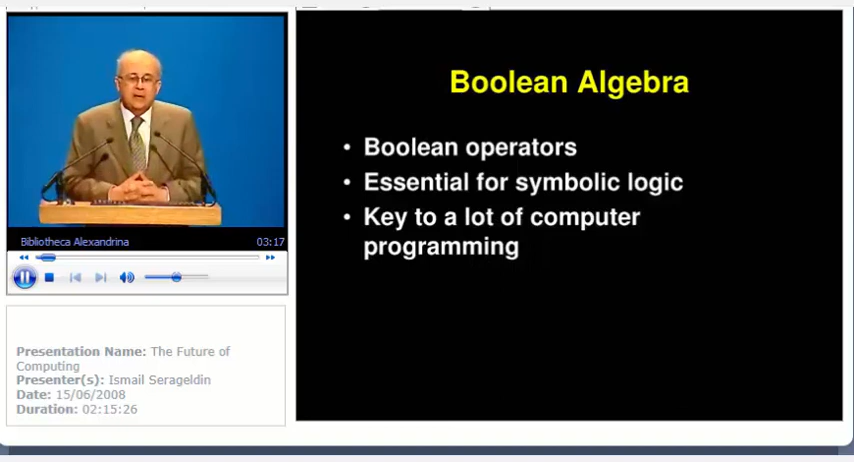 Boolean Algebra
• Boolean operators
• Essential for symbolic logic
• Key to a lot of computer
programming
Bibliotheca Alexandrina 03:17
Presentation Name: The Future of
Computing
Presenter(s): Ismail Serageldin
Date: 15/06/2008
Duration: 02:15:26